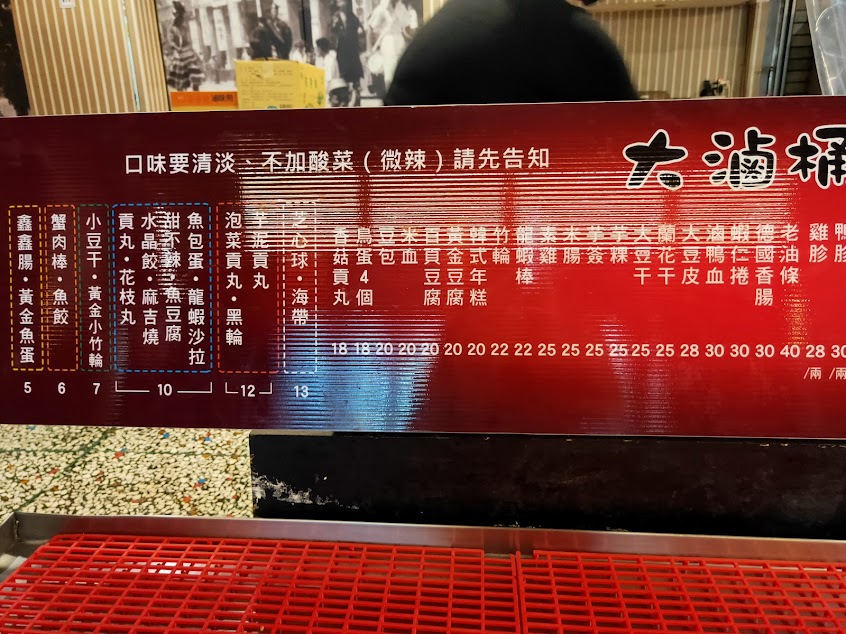 口味要清淡、不加酸菜(微辣)請先告知
大滷桶
鑫鑫腸・黃金魚蛋
5
蟹肉棒・魚餃
6
小豆干・黃金小竹輪
7
貢丸・花枝丸
水晶餃・麻吉燒
甜不辣・魚豆腐
魚包蛋・龍蝦沙拉
10
泡菜貢丸・黑輪
芋泥貢丸
12
芝心球・海帶
13
香菇貢丸
18
鳥蛋4個
18
豆包
20
米血
20
百頁豆腐
20
黃金豆腐
20
韓式年糕
20
竹輪
22
龍蝦棒
22
素雞
25
米腸
25
芋簽
25
芋粿
25
大豆干
25
蘭花干
25
大豆皮
28
滷鴨血
30
蝦仁捲
30
德國香腸
30
老油條
40
雞胗
28
/兩
鴨胗
30
/兩